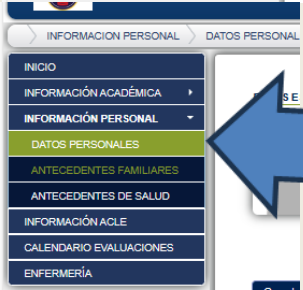 INFORMACION PERSONAL DATOS PERSONAL
INICIO
INFORMACIÓN ACADÉMICA
INFORMACIÓN PERSONAL
DATOS PERSONALES
ANTECEDENTES FAMILIARES
ANTECEDENTES DE SALUD
INFORMACIÓN ACLE
CALENDARIO EVALUACIONES
ENFERMERÍA